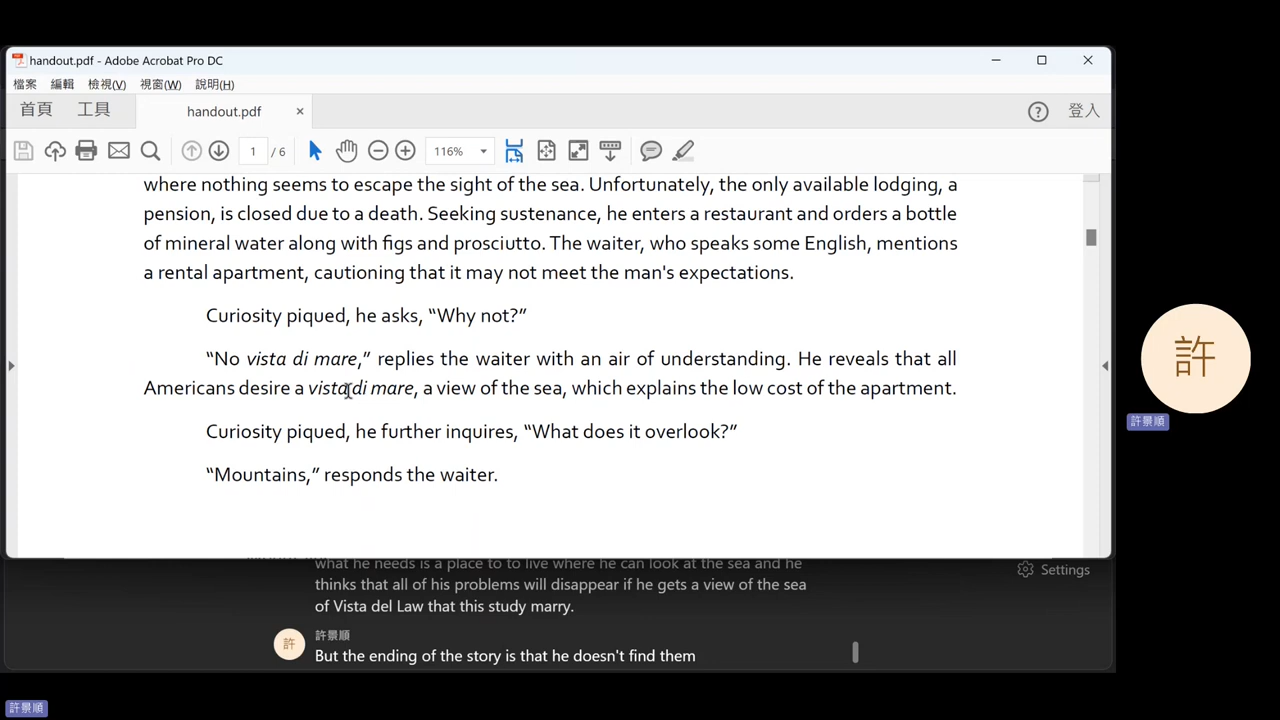 handout.pdf - Adobe Acrobat Pro DC
檔案 編輯 檢視(V) 視窗(W) 說明(H)
首頁 工具 handout.pdf × 登入
1 / 6 116%
where nothing seems to escape the sight of the sea. Unfortunately, the only available lodging, a
pension, is closed due to a death. Seeking sustenance, he enters a restaurant and orders a bottle
of mineral water along with figs and prosciutto. The waiter, who speaks some English, mentions
a rental apartment, cautioning that it may not meet the man's expectations.
Curiosity piqued, he asks, “Why not?”
“No vista di mare,” replies the waiter with an air of understanding. He reveals that all
Americans desire a vista di mare, a view of the sea, which explains the low cost of the apartment.
Curiosity piqued, he further inquires, “What does it overlook?”
“Mountains,” responds the waiter.
許
許景順
what he needs is a place to to live where he can look at the sea and he
thinks that all of his problems will disappear if he gets a view of the sea
of Vista del Law that this study marry.
Settings
許 許景順
But the ending of the story is that he doesn't find them
許景順